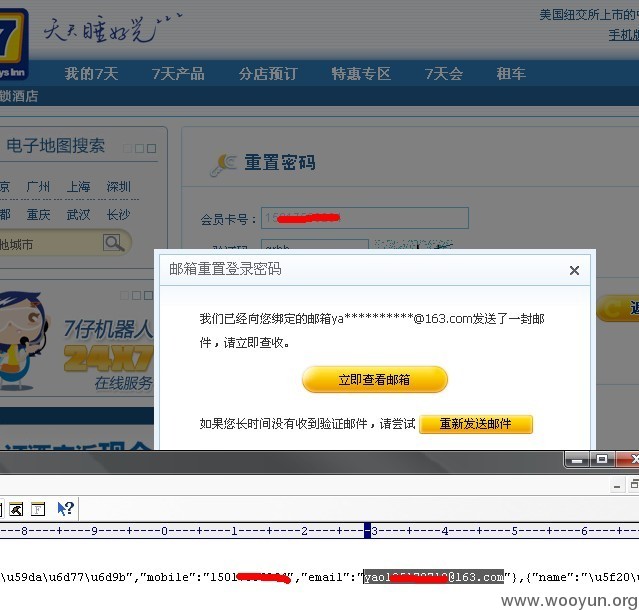 7
ys Inn
天天睡好觉
美国纽交所上市的中
手机版
我的7天 7天产品 分店预订 特惠专区 7天会 租车
锁酒店
电子地图搜索
京 广州 上海 深圳
都 重庆 武汉 长沙
他城市
重置密码
会员卡号：
验证码
邮箱重置登录密码
我们已经向您绑定的邮箱ya**********@163.com发送了一封邮
件，请立即查收。
立即查看邮箱
如果您长时间没有收到验证邮件，请尝试 重新发送邮件
7仔机器人
24X7
在线服务
返
---8---+---9---+---0---+---1---+---2---+---3---+---4---+---5---+---6---+
\u59da\u6d77\u6d9b","mobile":"1501
","email":"yao
@163.com"},{"name":"\u5f20\u
www.wooyun.org